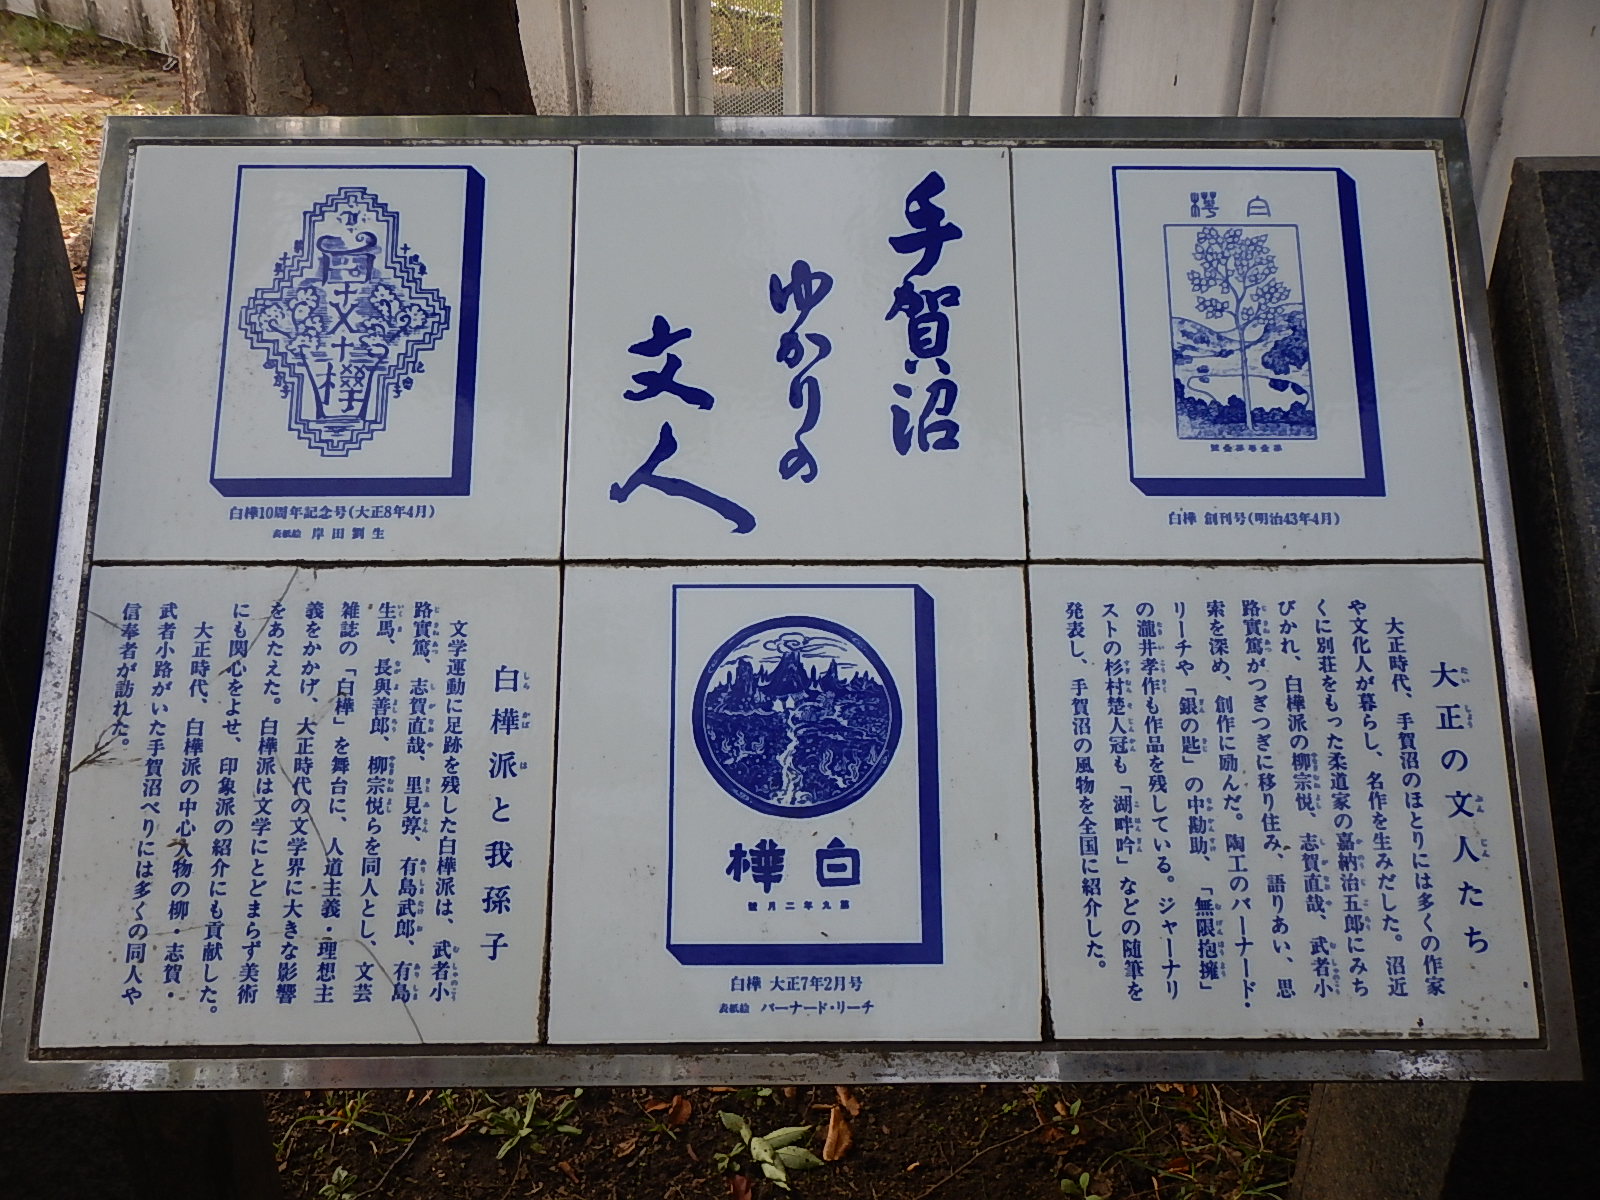 手賀沼
ゆかりの
文人
白樺
白樺 創刊号(明治43年4月)
大正の文人たち
大正時代、手賀沼のほとりには多くの作家
や文化人が暮らし、名作を生みだした。沼近
くに別荘をもった柔道家の嘉納治五郎にみち
びかれ、白樺派の柳宗悦、志賀直哉、武者小
路實篤がつぎつぎに移り住み、語りあい、思
索を深め、創作に励んだ。陶工のバーナード・
リーチや「銀の匙」の中勘助、「無限抱擁」
の瀧井孝作も作品を残している。ジャーナリ
ストの杉村楚人冠も「湖畔吟」などの随筆を
発表し、手賀沼の風物を全国に紹介した。
白樺
第九年二月號
白樺 大正7年2月号
表紙絵 バーナード・リーチ
白樺10周年記念号(大正8年4月)
表紙絵 岸田劉生
白樺派と我孫子
文学運動に足跡を残した白樺派は、武者小
路實篤、志賀直哉、里見弴、有島武郎、有島
生馬、長與善郎、柳宗悦らを同人とし、文芸
雑誌の「白樺」を舞台に、人道主義・理想主
義をかかげ、大正時代の文学界に大きな影響
をあたえた。白樺派は文学にとどまらず美術
にも関心をよせ、印象派の紹介にも貢献した。
大正時代、白樺派の中心人物の柳・志賀・
武者小路がいた手賀沼べりには多くの同人や
信奉者が訪れた。